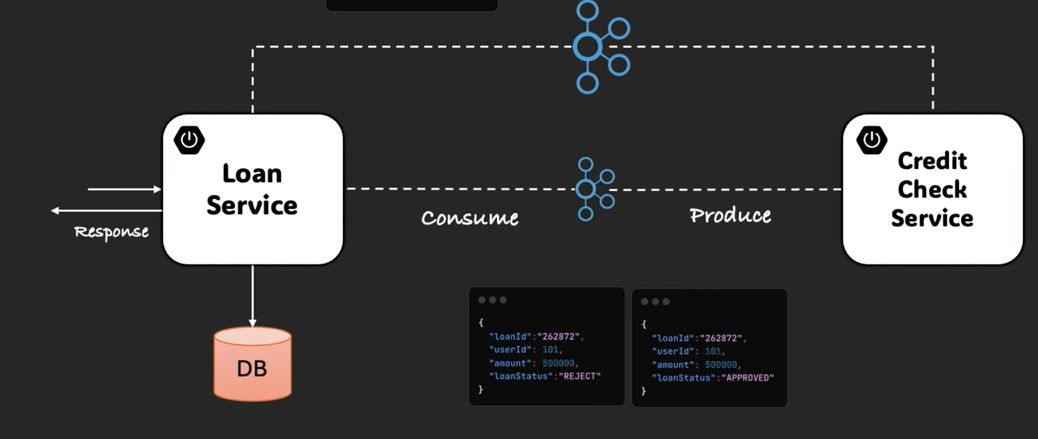 Loan
Service
Credit
Check
Service
Consume
Produce
Response
DB
{
"loanId":"262872",
"userId": 101,
"amount": 500000,
"loanStatus":"REJECT"
}
{
"loanId":"262872",
"userId": 101,
"amount": 500000,
"loanStatus":"APPROVED"
}